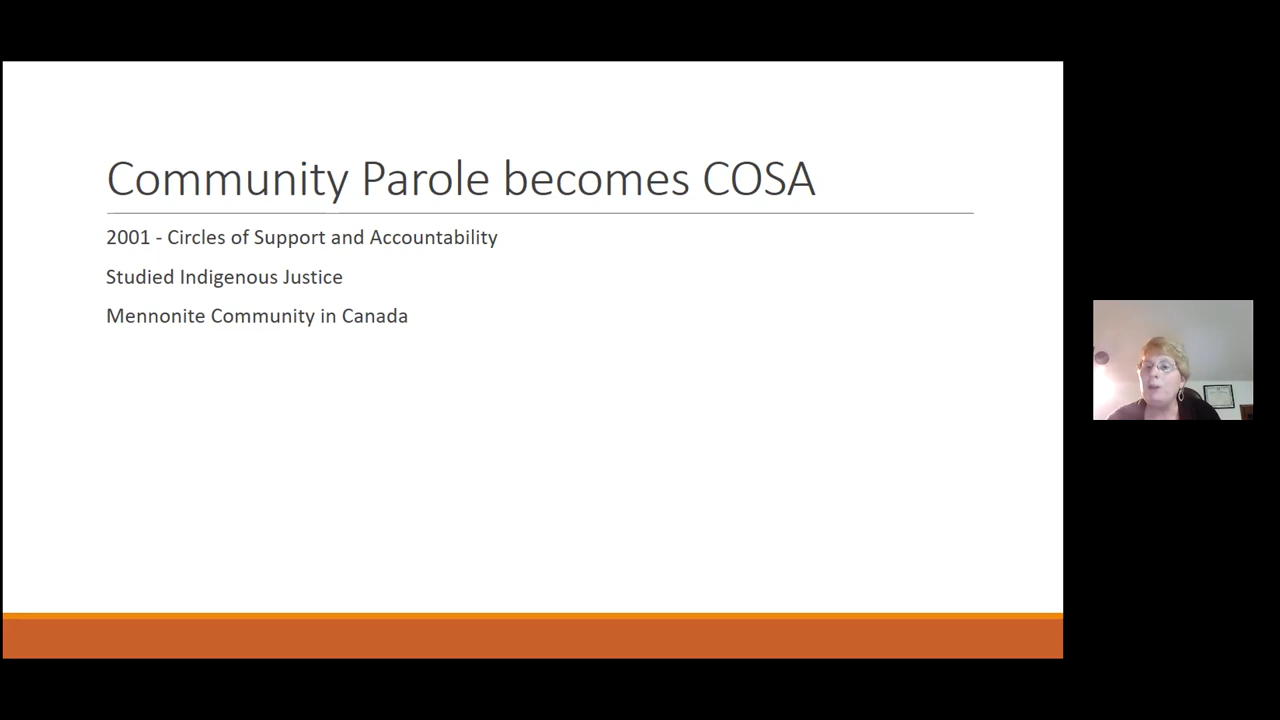 Community Parole becomes COSA
2001 - Circles of Support and Accountability
Studied Indigenous Justice
Mennonite Community in Canada